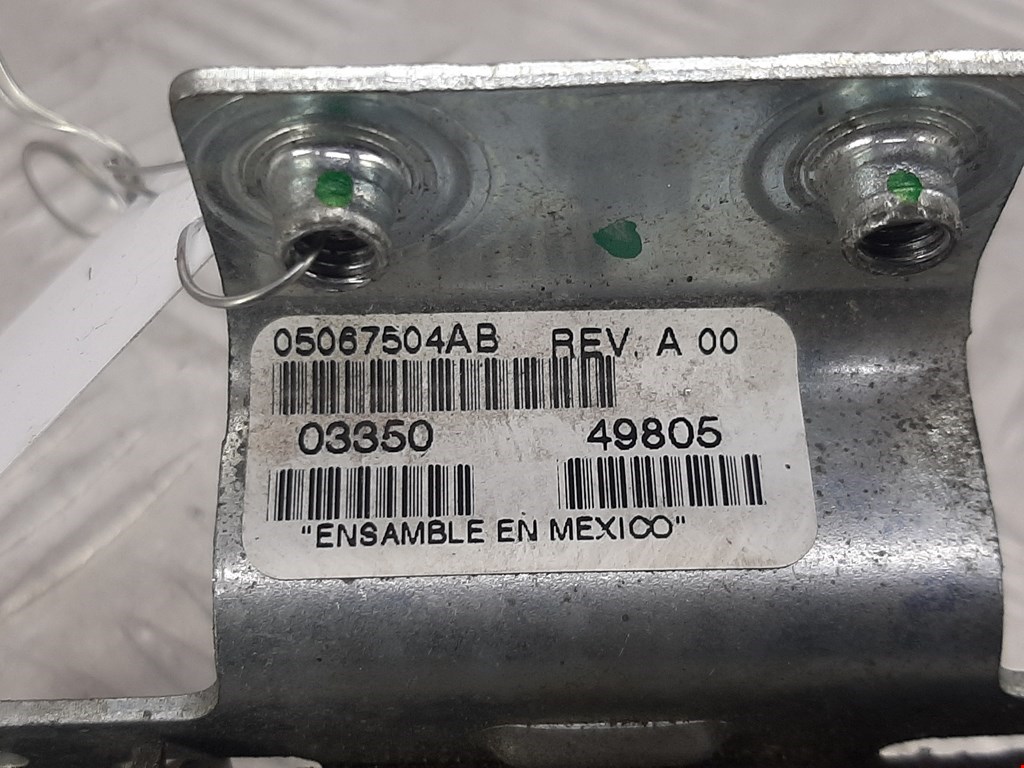 05067504AB REV. A 00
03350 49805
"ENSAMBLE EN MEXICO"